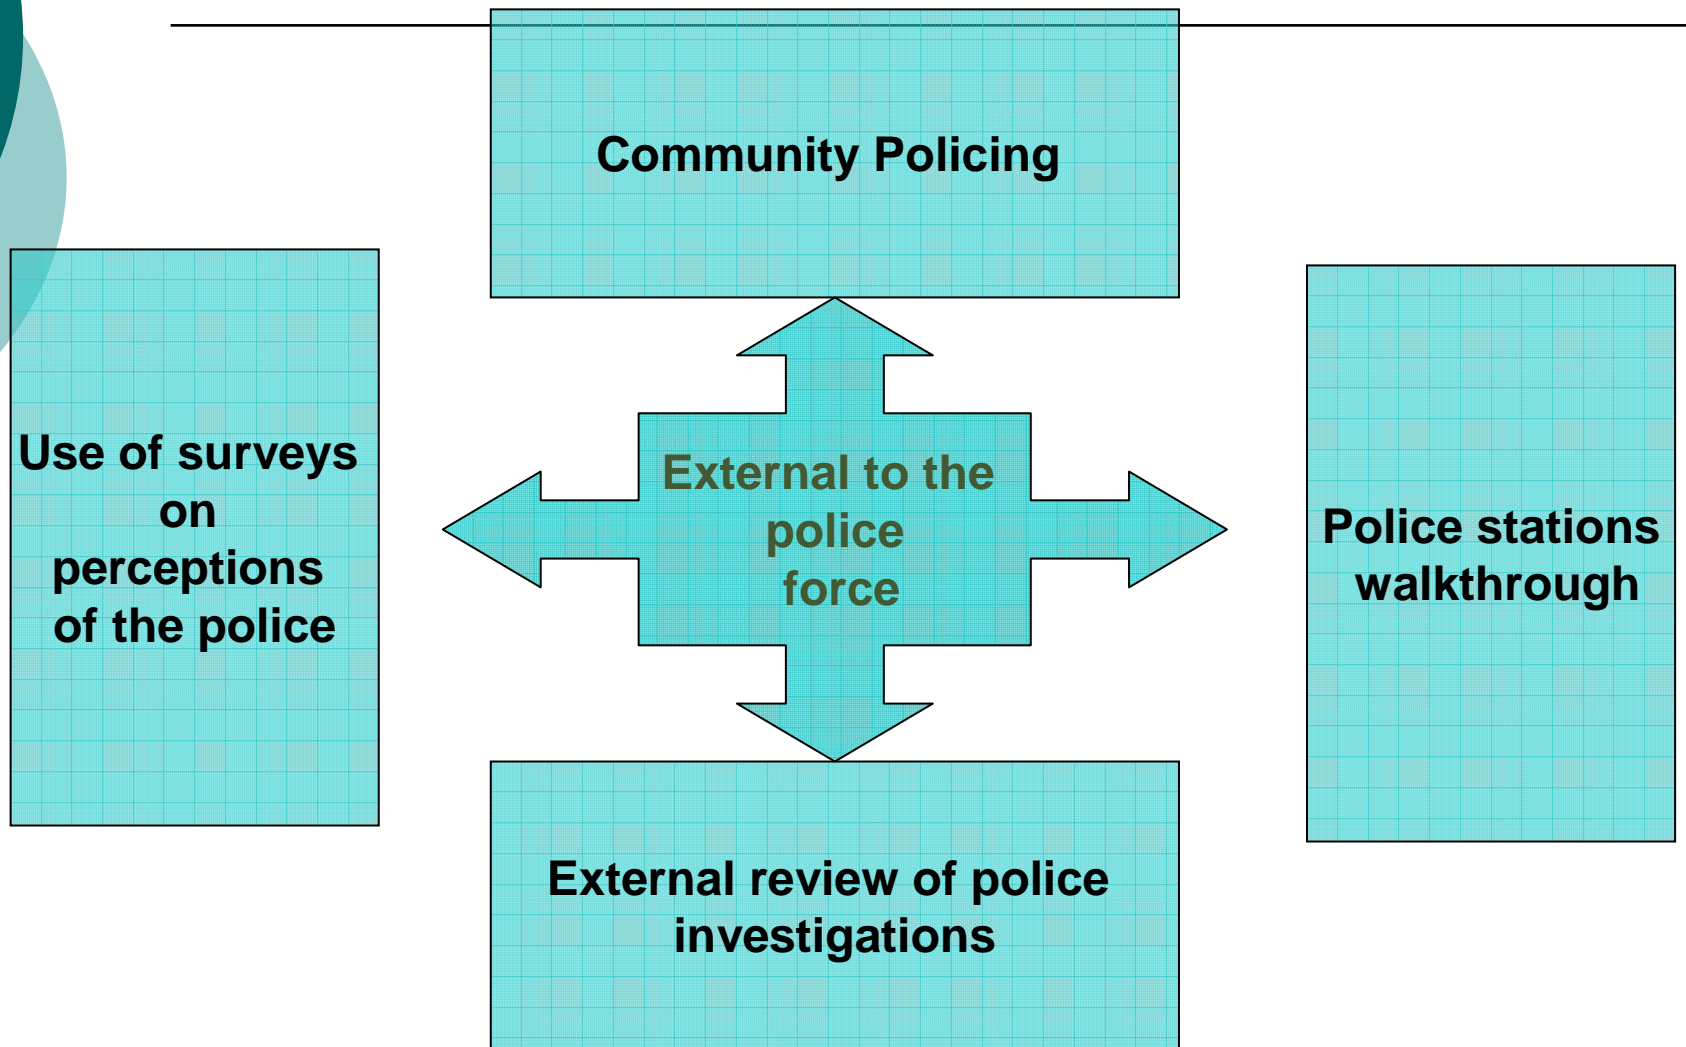 Community Policing
Use of surveys
on
perceptions
of the police
External to the
police
force
Police stations
walkthrough
External review of police
investigations